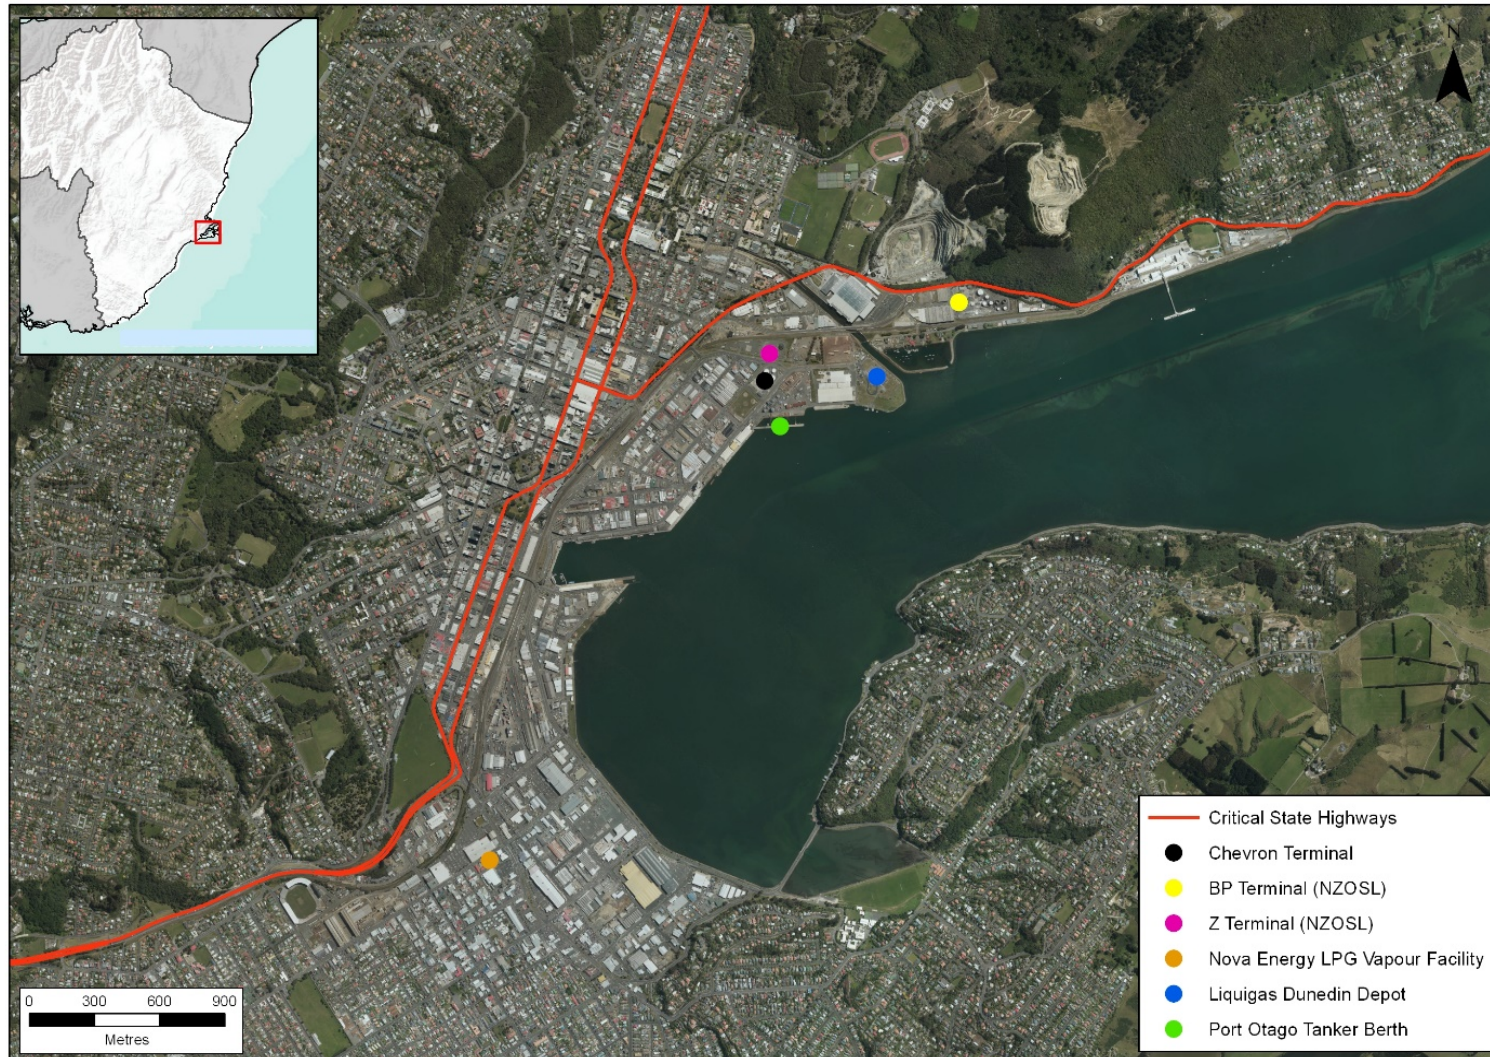 N
Critical State Highways
Chevron Terminal
BP Terminal (NZOSL)
Z Terminal (NZOSL)
Nova Energy LPG Vapour Facility
Liquigas Dunedin Depot
Port Otago Tanker Berth
0 300 600 900
Metres